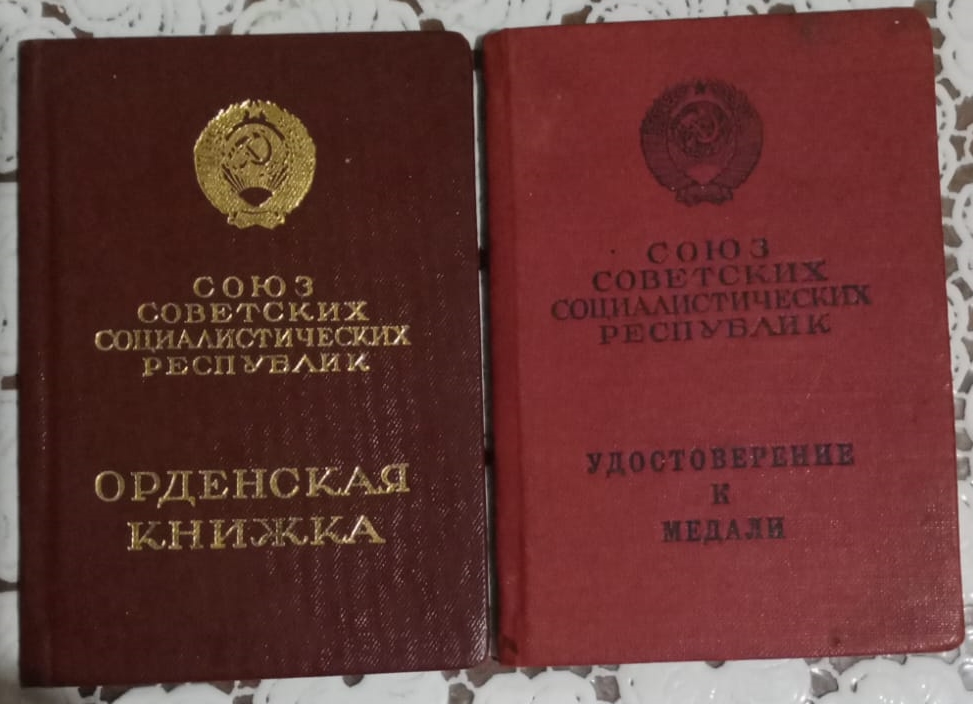 СОЮЗ
СОВЕТСКИХ
СОЦИАЛИСТИЧЕСКИХ
РЕСПУБЛИК
ОРДЕНСКАЯ
КНИЖКА
СОЮЗ
СОВЕТСКИХ
СОЦИАЛИСТИЧЕСКИХ
РЕСПУБЛИК
УДОСТОВЕРЕНИЕ
К
МЕДАЛИ